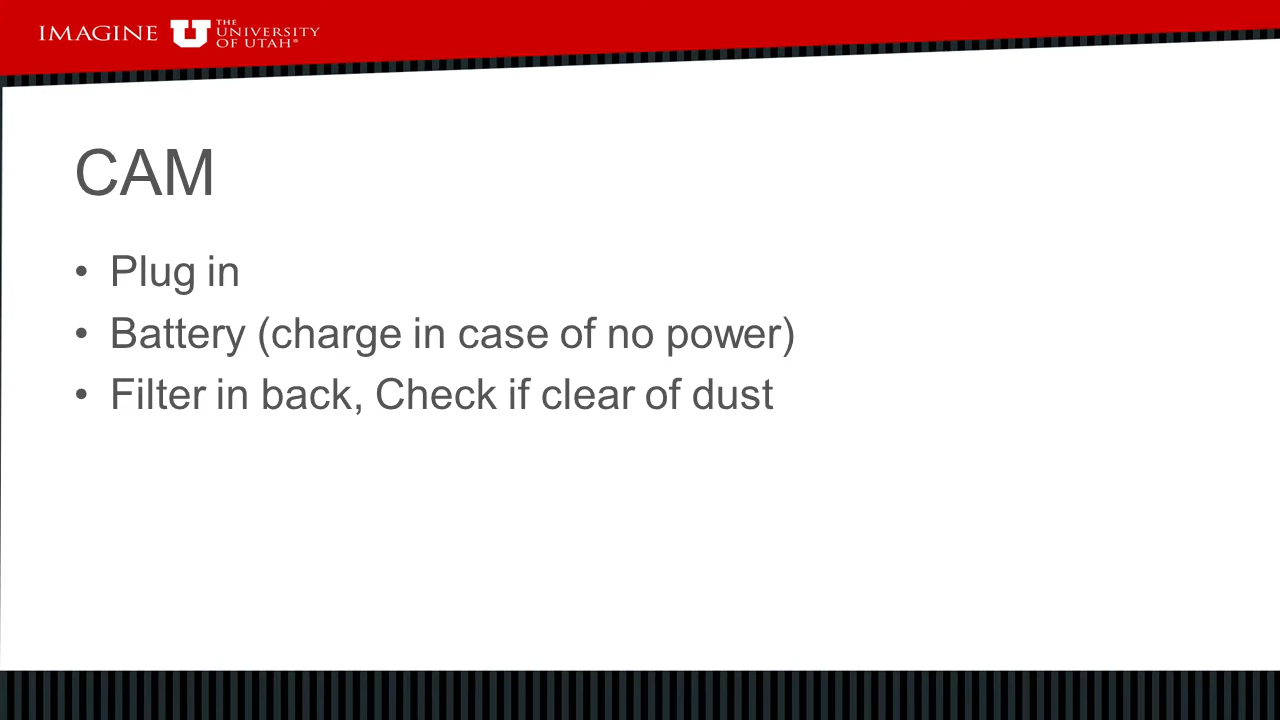 IMAGINE
THE
UNIVERSITY
OF UTAH®
CAM
• Plug in
• Battery (charge in case of no power)
• Filter in back, Check if clear of dust